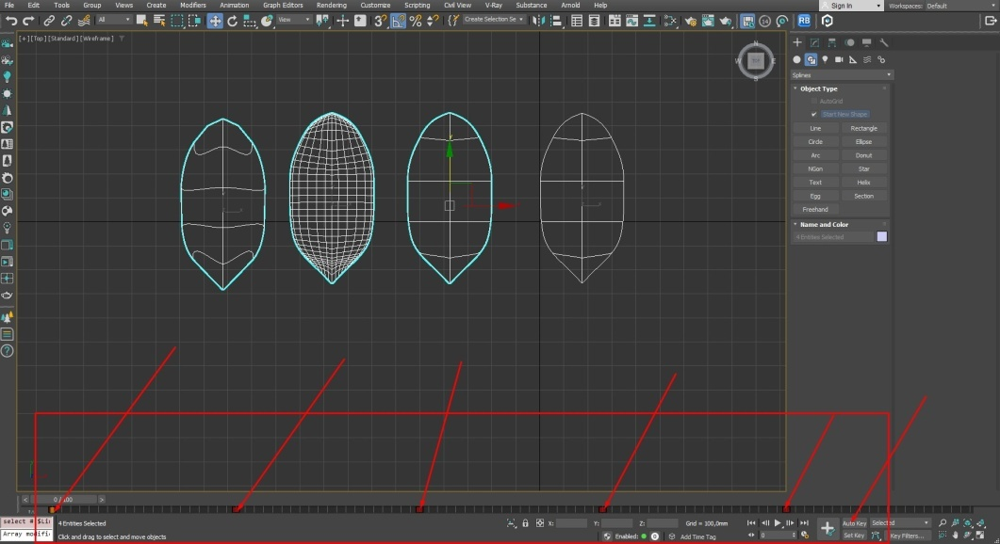 File Edit Tools Group Views Create Modifiers Animation Graph Editors Rendering Customize Scripting Civil View V-Ray Substance Arnold Help Sign In Workspaces: Default
All View Create Selection Se RB
[+] [Top] [Standard] [Wireframe]
N
W E
S
Splines
Object Type
AutoGrid
Start New Shape
Line Rectangle
Circle Ellipse
Arc Donut
NGon Star
Text Helix
Egg Section
Freehand
Name and Color
4 Entities Selected
< 0 / 100 >
select #$Li
Array modifi
4 Entities Selected
Click and drag to select and move objects
X: Y: Z: Grid = 100,0mm
Enabled: 0 Add Time Tag
0
Auto Key Selected
Set Key Key Filters...